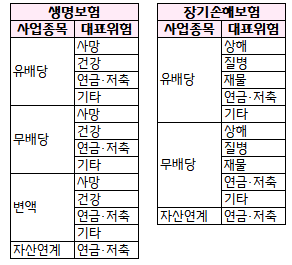 생명보험
사업종목 대표위험
유배당 사망
건강
연금·저축
기타
무배당 사망
건강
연금·저축
기타
변액 사망
건강
연금·저축
기타
자산연계 연금·저축
장기손해보험
사업종목 대표위험
유배당 상해
질병
재물
연금·저축
기타
무배당 상해
질병
재물
연금·저축
기타
자산연계 연금·저축